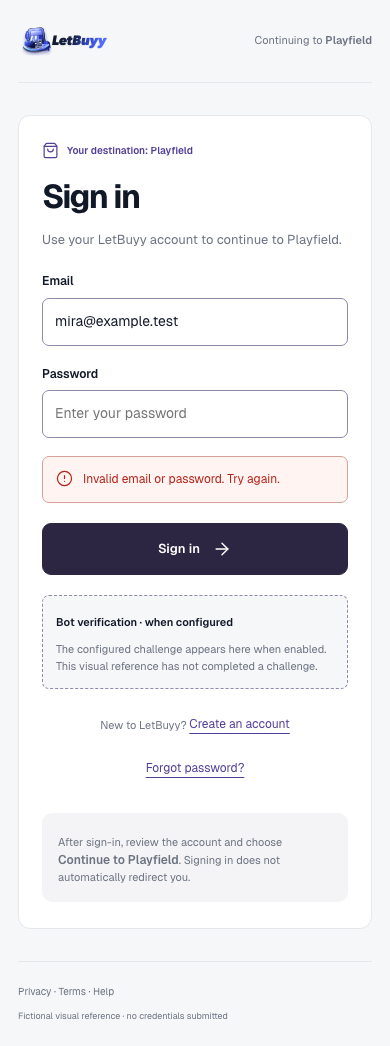 LetBuyy
Continuing to Playfield
Your destination: Playfield
Sign in
Use your LetBuyy account to continue to Playfield.
Email
mira@example.test
Password
Enter your password
Invalid email or password. Try again.
Sign in
Bot verification · when configured
The configured challenge appears here when enabled.
This visual reference has not completed a challenge.
New to LetBuyy? Create an account
Forgot password?
After sign-in, review the account and choose
Continue to Playfield. Signing in does not
automatically redirect you.
Privacy · Terms · Help
Fictional visual reference · no credentials submitted